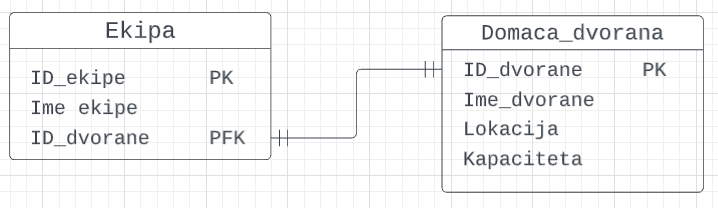 Ekipa
ID_ekipe PK
Ime ekipe
ID_dvorane PFK
Domaca_dvorana
ID_dvorane PK
Ime_dvorane
Lokacija
Kapaciteta